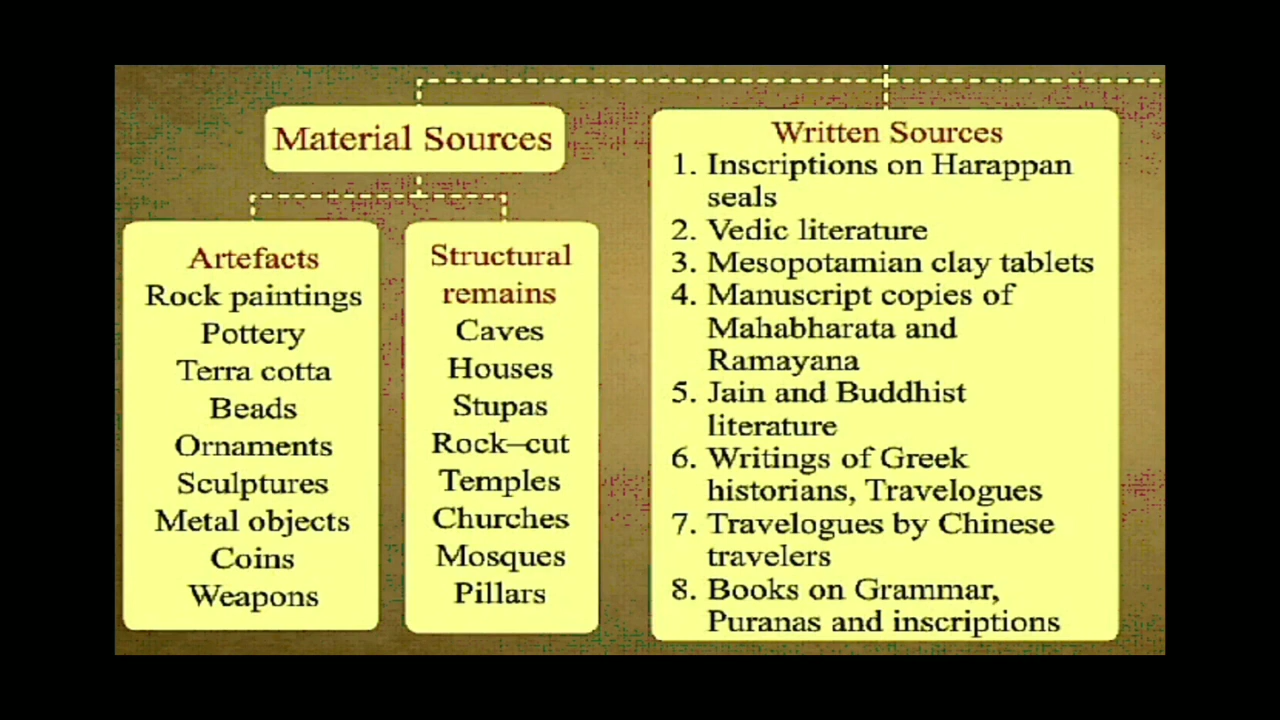 Material Sources
Artefacts
Rock paintings
Pottery
Terra cotta
Beads
Ornaments
Sculptures
Metal objects
Coins
Weapons
Structural
remains
Caves
Houses
Stupas
Rock–cut
Temples
Churches
Mosques
Pillars
Written Sources
1. Inscriptions on Harappan
seals
2. Vedic literature
3. Mesopotamian clay tablets
4. Manuscript copies of
Mahabharata and
Ramayana
5. Jain and Buddhist
literature
6. Writings of Greek
historians, Travelogues
7. Travelogues by Chinese
travelers
8. Books on Grammar,
Puranas and inscriptions